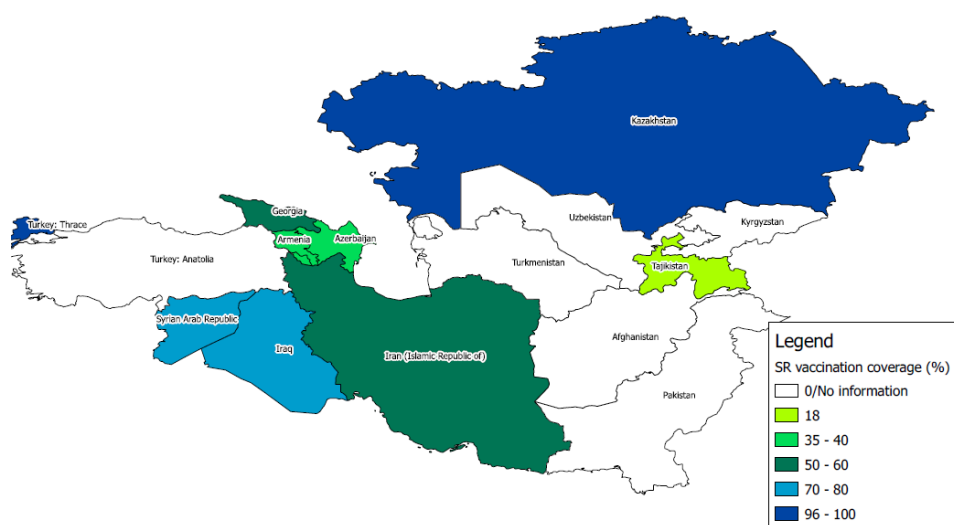 Kazakhstan
Georgia
Uzbekistan
Kyrgyzstan
Turkey: Thrace
Armenia
Azerbaijan
Turkey: Anatolia
Turkmenistan
Tajikistan
Syrian Arab Republic
Afghanistan
Iraq
Iran (Islamic Republic of)
Pakistan
Legend
SR vaccination coverage (%)
0/No information
18
35 - 40
50 - 60
70 - 80
96 - 100